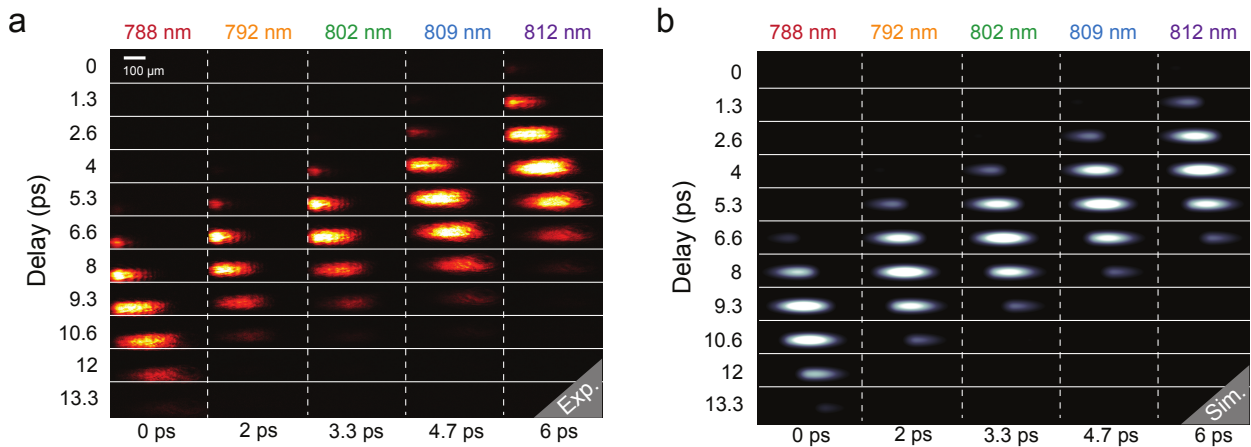 a
788 nm 792 nm 802 nm 809 nm 812 nm
100 µm
Delay (ps)
0
1.3
2.6
4
5.3
6.6
8
9.3
10.6
12
13.3
Exp.
0 ps 2 ps 3.3 ps 4.7 ps 6 ps
b
788 nm 792 nm 802 nm 809 nm 812 nm
Delay (ps)
0
1.3
2.6
4
5.3
6.6
8
9.3
10.6
12
13.3
Sim.
0 ps 2 ps 3.3 ps 4.7 ps 6 ps